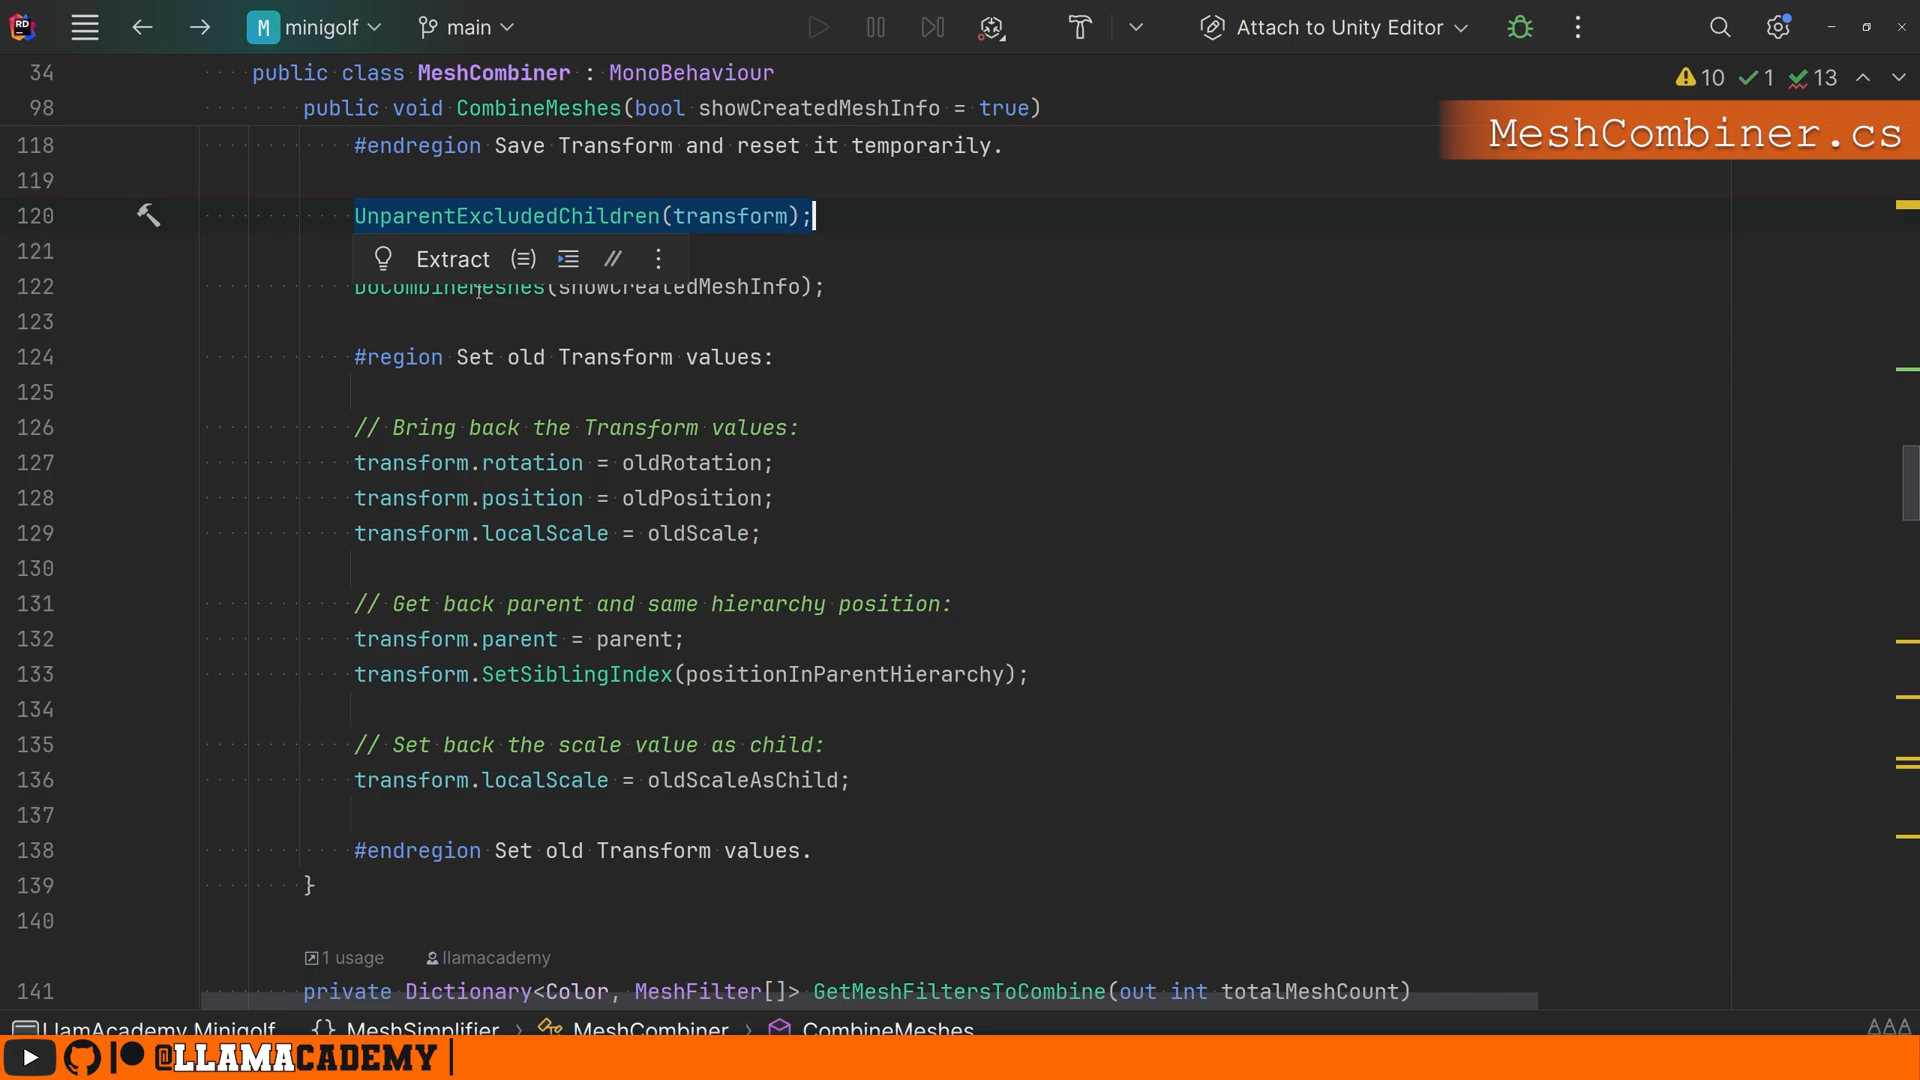 RD M minigolf main Attach to Unity Editor
34 public class MeshCombiner : MonoBehaviour
10 1 13
98 public void CombineMeshes(bool showCreatedMeshInfo = true)
MeshCombiner.cs
118 #endregion Save Transform and reset it temporarily.
119
120 UnparentExcludedChildren(transform);
121 Extract
122 DoCombineMeshes(showCreatedMeshInfo);
123
124 #region Set old Transform values:
125
126 // Bring back the Transform values:
127 transform.rotation = oldRotation;
128 transform.position = oldPosition;
129 transform.localScale = oldScale;
130
131 // Get back parent and same hierarchy position:
132 transform.parent = parent;
133 transform.SetSiblingIndex(positionInParentHierarchy);
134
135 // Set back the scale value as child:
136 transform.localScale = oldScaleAsChild;
137
138 #endregion Set old Transform values.
139 }
140
1 usage llamacademy
141 private Dictionary<Color, MeshFilter[]> GetMeshFiltersToCombine(out int totalMeshCount)
LlamAcademy Minigolf {} MeshSimplifier > MeshCombiner > CombineMeshes
@LLAMACADEMY